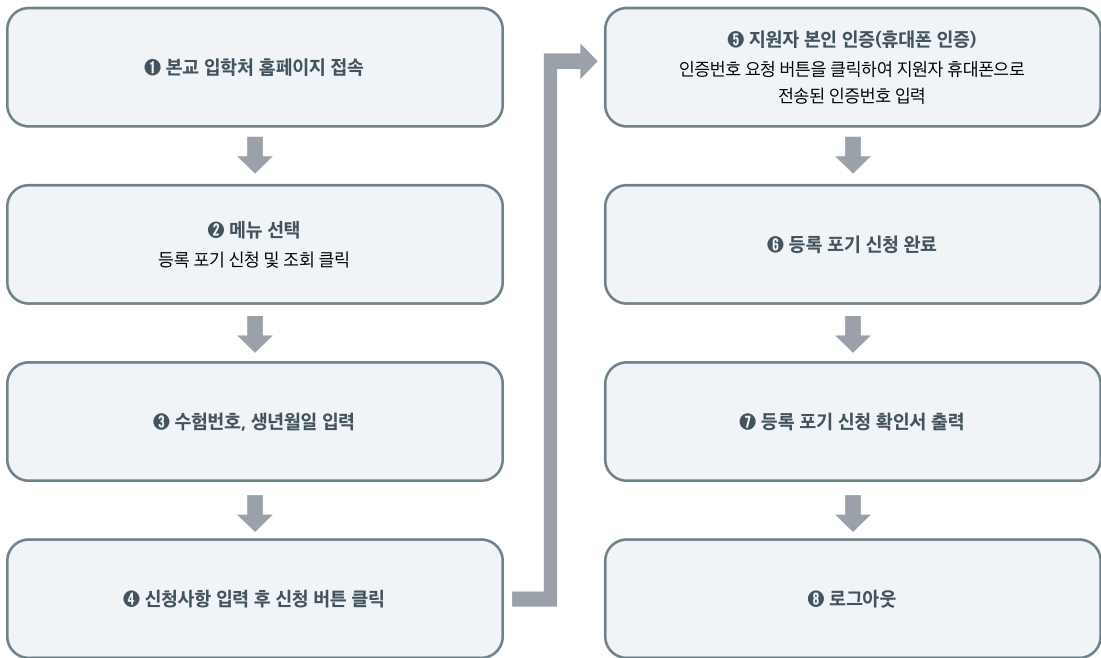 ❶ 본교 입학처 홈페이지 접속
❷ 메뉴 선택
등록 포기 신청 및 조회 클릭
❸ 수험번호, 생년월일 입력
❹ 신청사항 입력 후 신청 버튼 클릭
❺ 지원자 본인 인증(휴대폰 인증)
인증번호 요청 버튼을 클릭하여 지원자 휴대폰으로
전송된 인증번호 입력
❻ 등록 포기 신청 완료
❼ 등록 포기 신청 확인서 출력
❽ 로그아웃